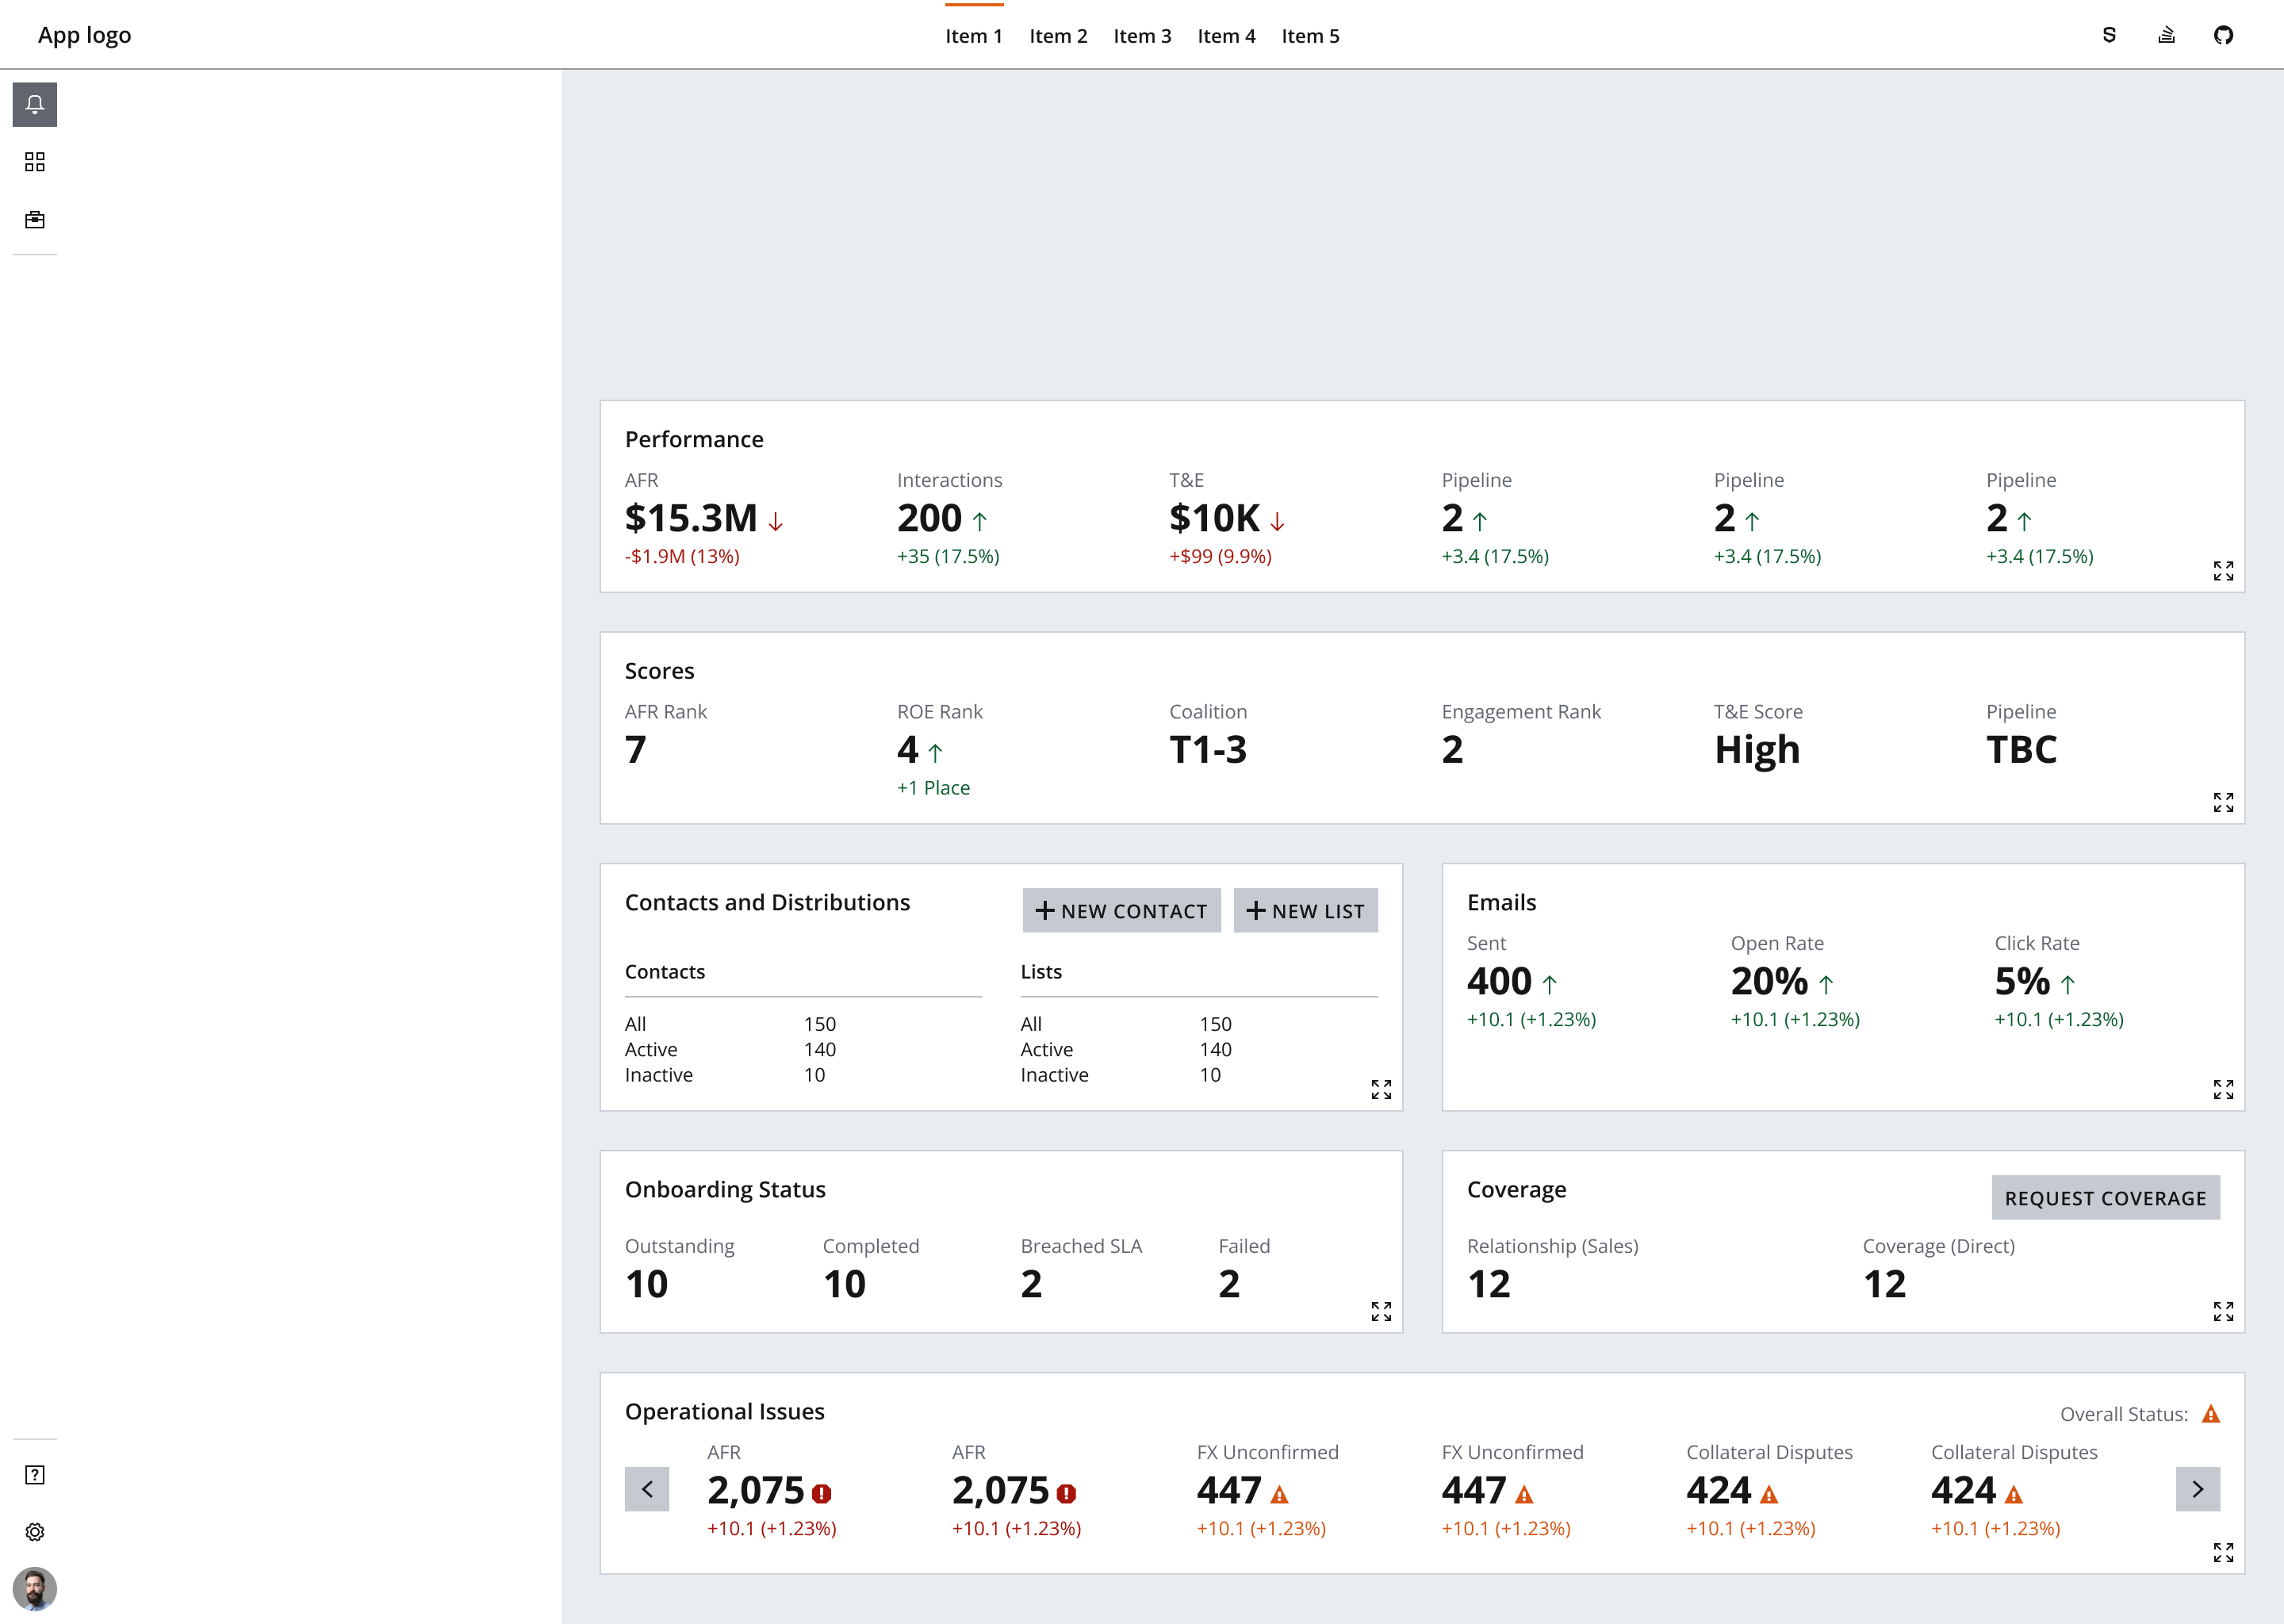 App logo
Item 1 Item 2 Item 3 Item 4 Item 5
Performance
AFR Interactions T&E Pipeline Pipeline Pipeline
$15.3M 200 $10K 2 2 2
-$1.9M (13%) +35 (17.5%) +$99 (9.9%) +3.4 (17.5%) +3.4 (17.5%) +3.4 (17.5%)
Scores
AFR Rank ROE Rank Coalition Engagement Rank T&E Score Pipeline
7 4 T1-3 2 High TBC
+1 Place
Contacts and Distributions
NEW CONTACT NEW LIST
Contacts Lists
All 150 All 150
Active 140 Active 140
Inactive 10 Inactive 10
Emails
Sent Open Rate Click Rate
400 20% 5%
+10.1 (+1.23%) +10.1 (+1.23%) +10.1 (+1.23%)
Onboarding Status
Outstanding Completed Breached SLA Failed
10 10 2 2
Coverage
REQUEST COVERAGE
Relationship (Sales) Coverage (Direct)
12 12
Operational Issues
Overall Status:
AFR AFR FX Unconfirmed FX Unconfirmed Collateral Disputes Collateral Disputes
2,075 2,075 447 447 424 424
+10.1 (+1.23%) +10.1 (+1.23%) +10.1 (+1.23%) +10.1 (+1.23%) +10.1 (+1.23%) +10.1 (+1.23%)